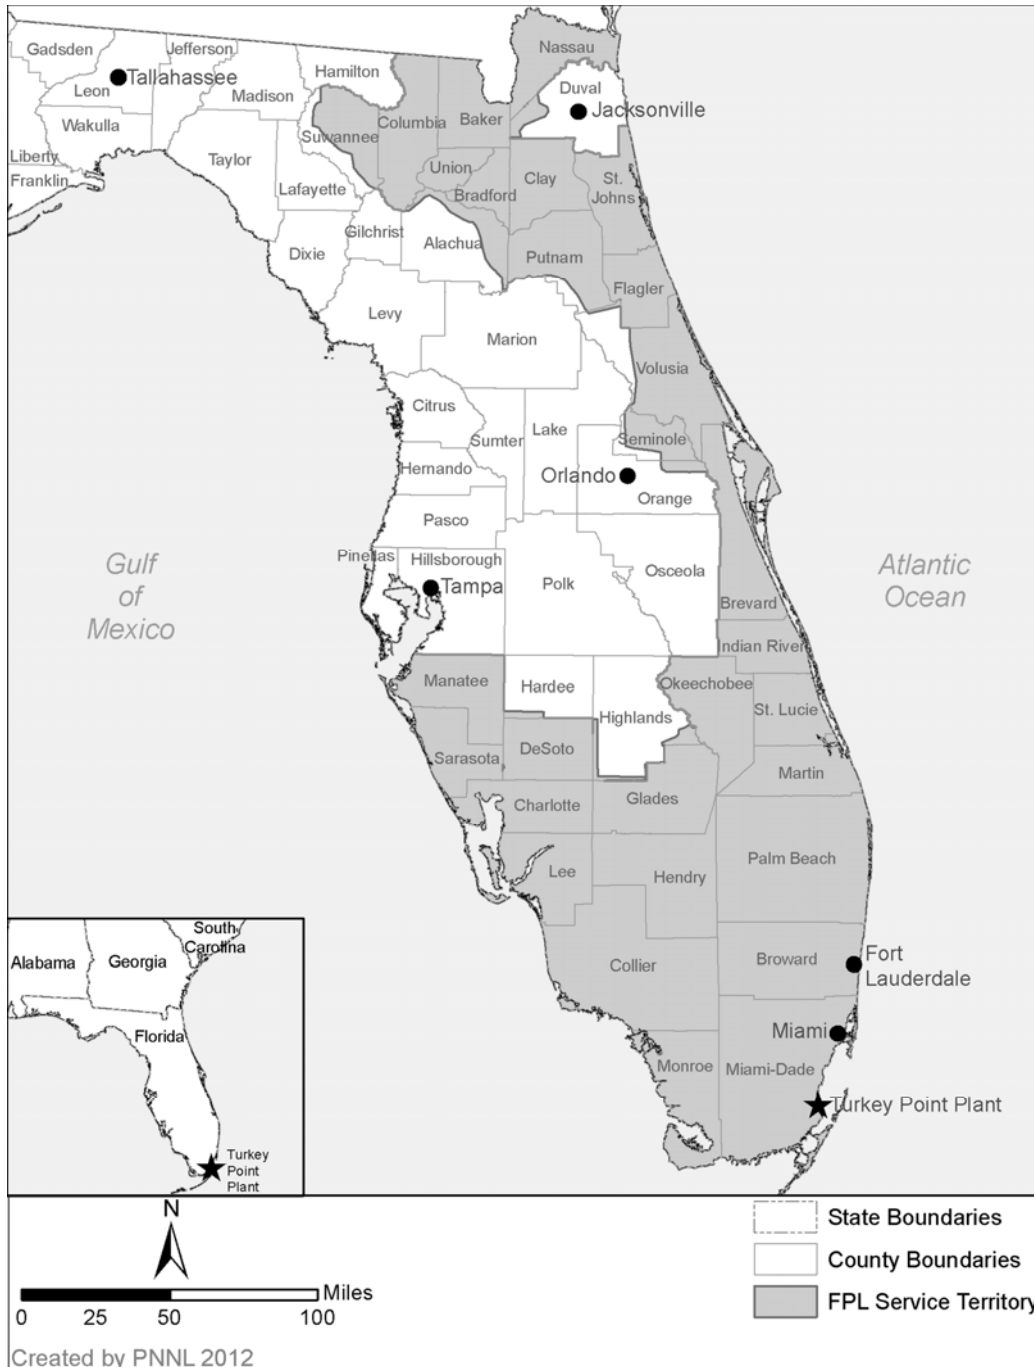 Nassau
Gadsden
Jefferson
Hamilton
Tallahassee
Leon
Madison
Duval
Jacksonville
Wakulla
Suwannee
Columbia
Baker
Liberty
Taylor
Franklin
Lafayette
Union
Bradford
Clay
St.
Johns
Gilchrist
Dixie
Alachua
Putnam
Flagler
Levy
Marion
Volusia
Citrus
Sumter
Lake
Seminole
Hernando
Orlando
Orange
Pasco
Pinellas
Hillsborough
Tampa
Polk
Osceola
Gulf
of
Mexico
Atlantic
Ocean
Brevard
Indian River
Manatee
Hardee
Okeechobee
Highlands
St. Lucie
Sarasota
DeSoto
Martin
Charlotte
Glades
Lee
Hendry
Palm Beach
Collier
Broward
Fort
Lauderdale
Miami
Monroe
Miami-Dade
Turkey Point Plant
South
Carolina
Alabama
Georgia
Florida
Turkey
Point
Plant
N
Miles
0 25 50 100
State Boundaries
County Boundaries
FPL Service Territory
Created by PNNL 2012